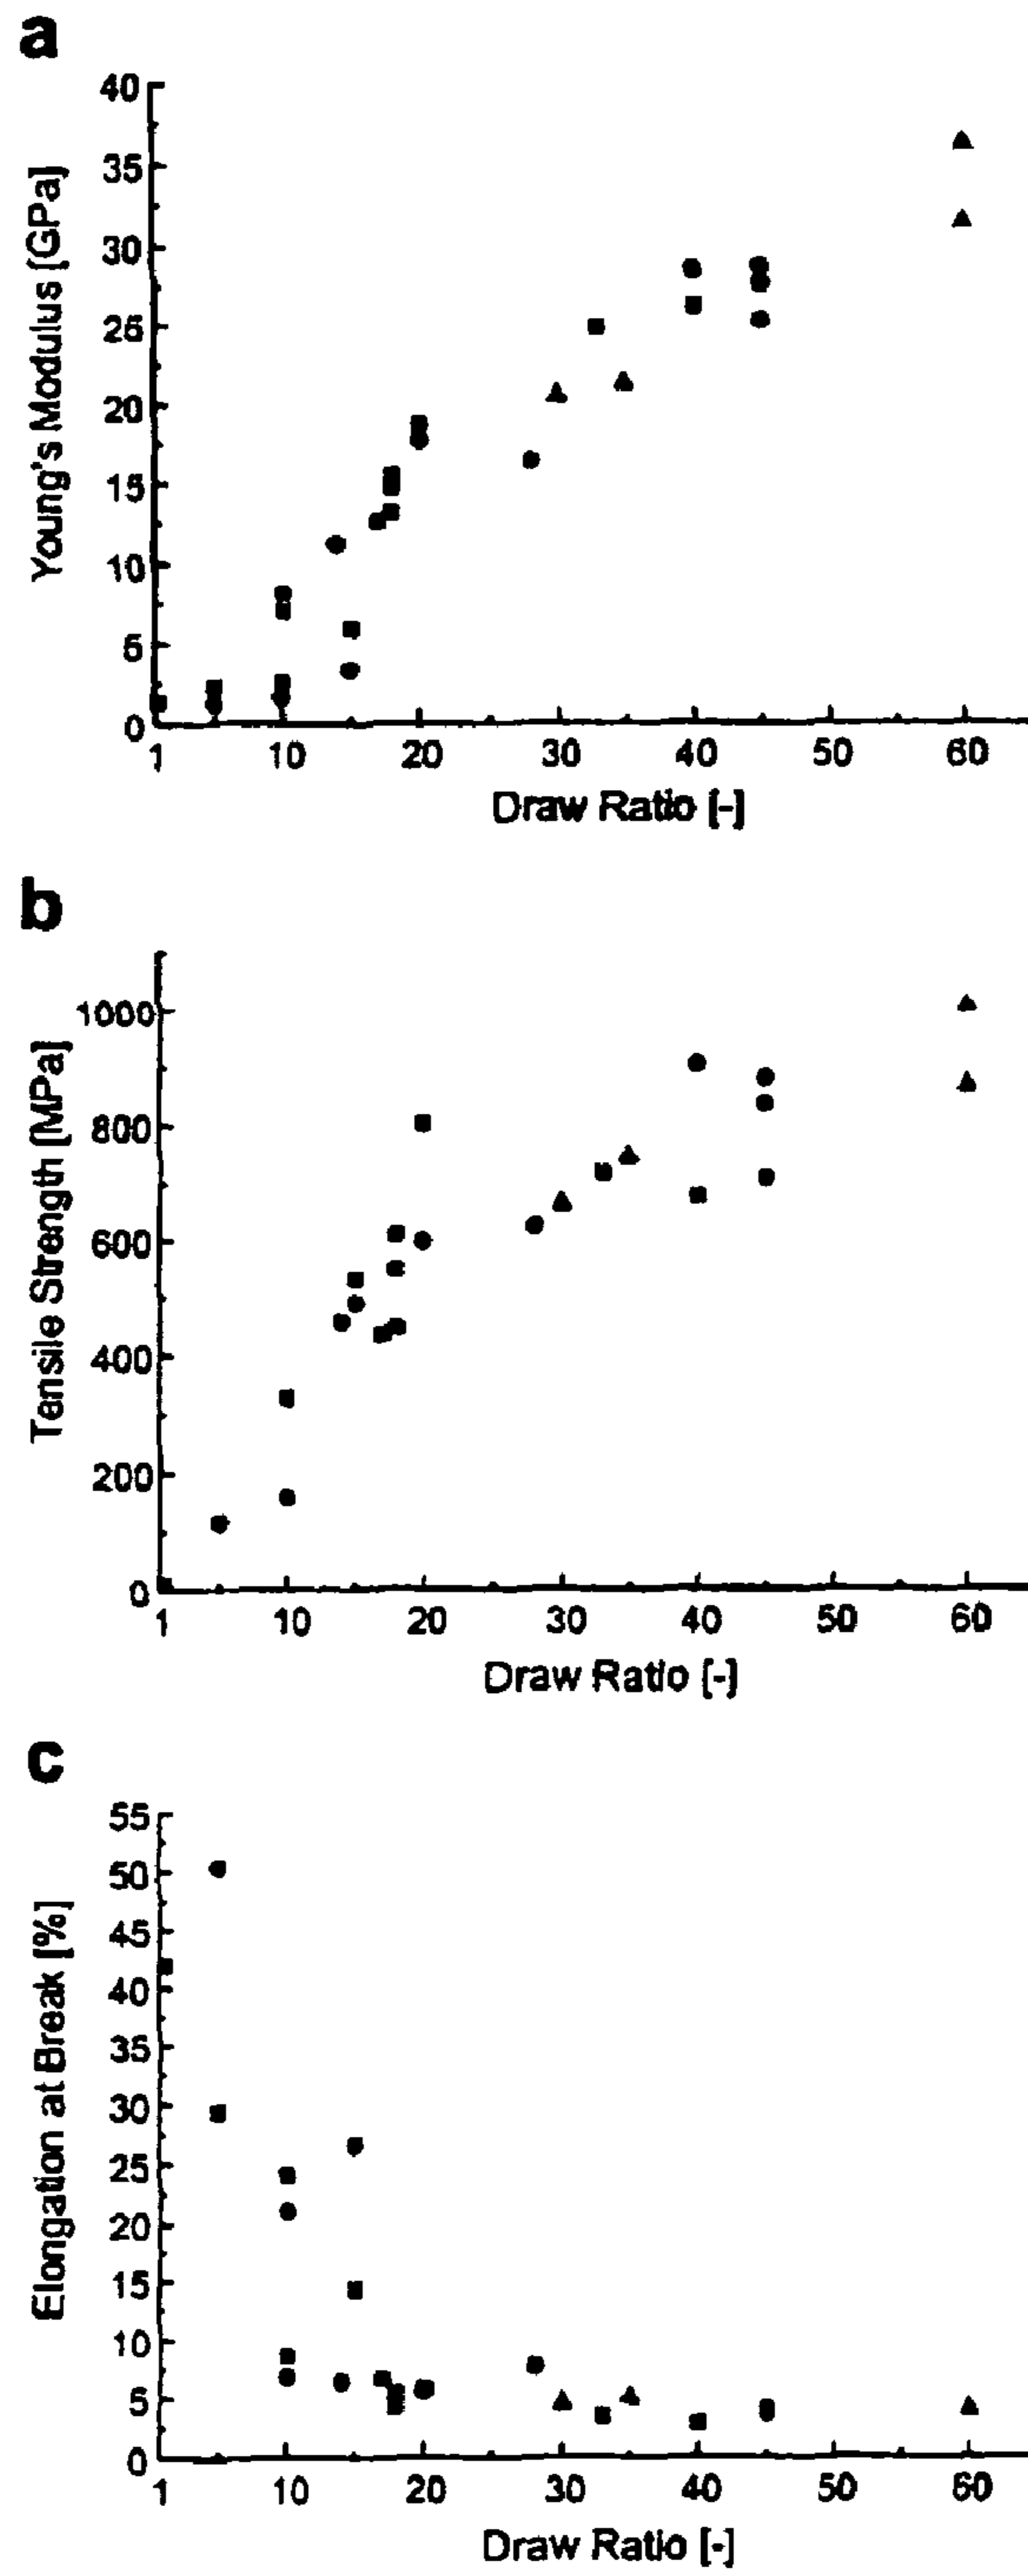 a
40
35
30
25
20
15
10
5
0
Young's Modulus [GPa]
1 10 20 30 40 50 60
Draw Ratio [-]
b
1000
800
600
400
200
0
Tensile Strength [MPa]
1 10 20 30 40 50 60
Draw Ratio [-]
c
55
50
45
40
35
30
25
20
15
10
5
0
Elongation at Break [%]
1 10 20 30 40 50 60
Draw Ratio [-]